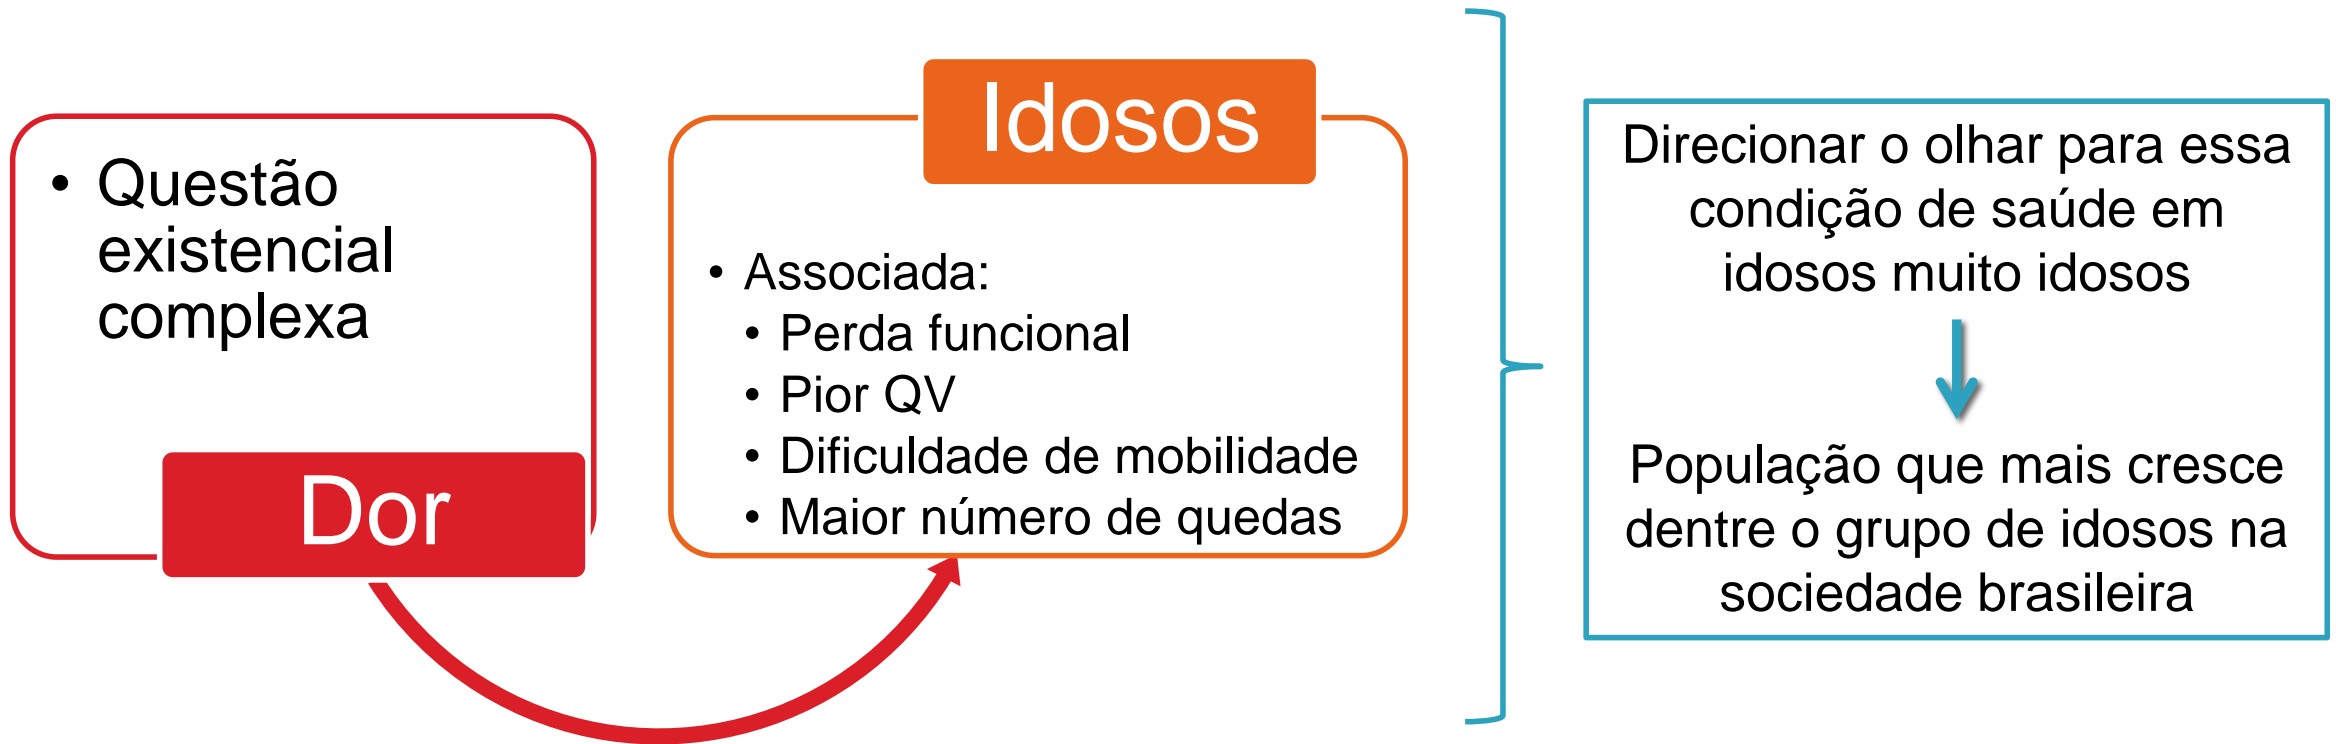 • Questão
existencial
complexa
Dor
Idosos
• Associada:
• Perda funcional
• Pior QV
• Dificuldade de mobilidade
• Maior número de quedas
Direcionar o olhar para essa
condição de saúde em
idosos muito idosos
População que mais cresce
dentre o grupo de idosos na
sociedade brasileira